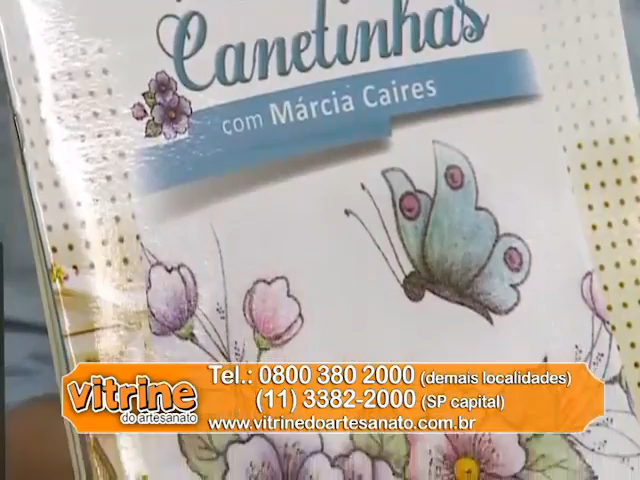 Canetinhas
com Márcia Caires
vitrine
do artesanato
Tel.: 0800 380 2000 (demais localidades)
(11) 3382-2000 (SP capital)
www.vitrinedoartesanato.com.br